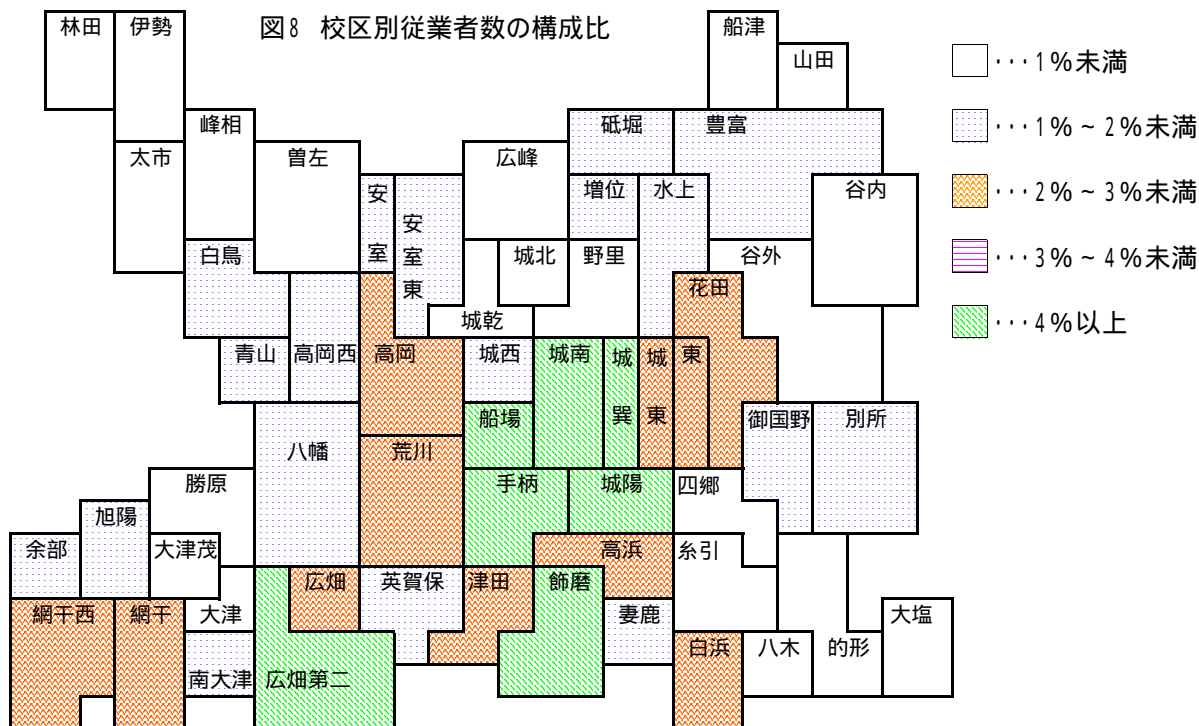 図8 校区別従業者数の構成比
林田
伊勢
船津
山田
・・・1%未満
・・・1%~2%未満
・・・2%~3%未満
・・・3%~4%未満
・・・4%以上
峰相
砥堀
豊富
太市
曽左
広峰
安室
安室東
増位
水上
谷内
白鳥
城北
野里
谷外
花田
城乾
青山
高岡西
高岡
城西
城南
城巽
城東
東
船場
御国野
別所
八幡
荒川
勝原
手柄
城陽
四郷
旭陽
余部
大津茂
高浜
糸引
広畑
英賀保
津田
飾磨
網干西
網干
大津
妻鹿
大塩
白浜
八木
的形
南大津
広畑第二